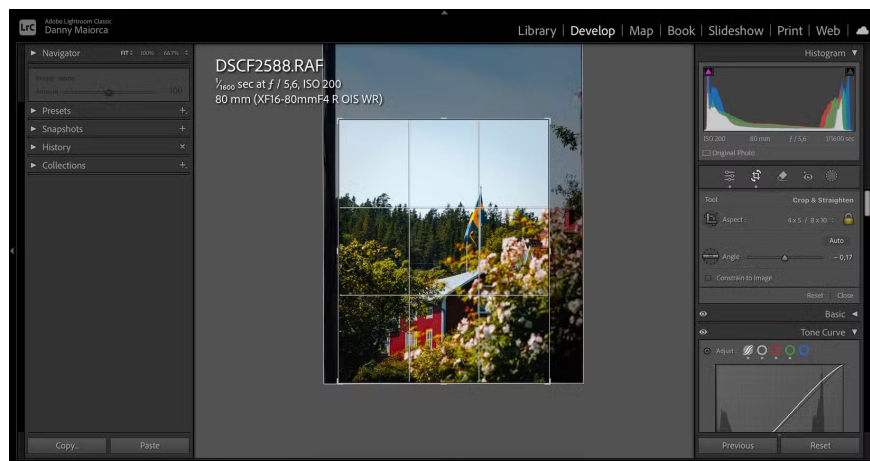 LrC
Adobe Lightroom Classic
Danny Maiorca
Library | Develop | Map | Book | Slideshow | Print | Web |
Navigator FIT 100% 66.7%
100
Presets
Snapshots
History
Collections
Copy...
Paste
DSCF2588.RAF
1/1600 sec at ƒ / 5,6, ISO 200
80 mm (XF16-80mmF4 R OIS WR)
Histogram
ISO 200 80 mm ƒ / 5,6 1/1600 sec
Original Photo
Tool Crop & Straighten
Aspect : 4 x 5 / 8 x 10
Auto
Angle - 0,17
Constrain to Image
Reset Close
Basic
Tone Curve
Adjust :
Previous
Reset